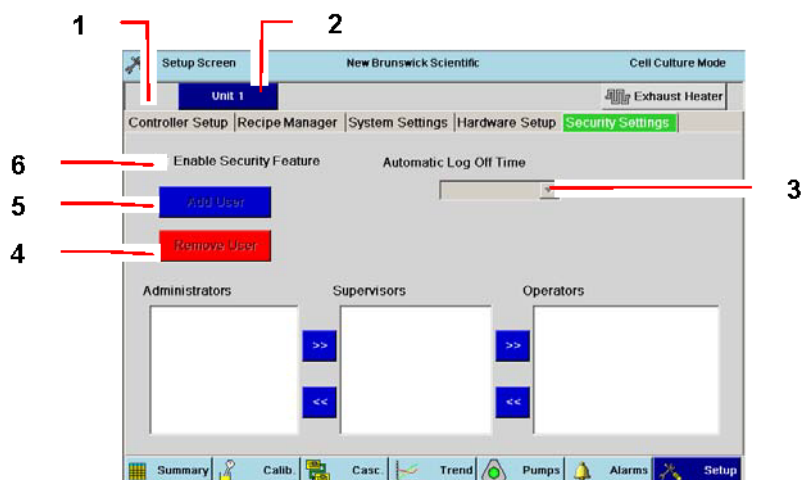 1 2
Setup Screen New Brunswick Scientific Cell Culture Mode
Unit 1 Exhaust Heater
Controller Setup Recipe Manager System Settings Hardware Setup Security Settings
6 Enable Security Feature Automatic Log Off Time
3
5 Add User
4 Remove User
Administrators Supervisors Operators
>> >>
<< <<
Summary Calib. Casc. Trend Pumps Alarms Setup